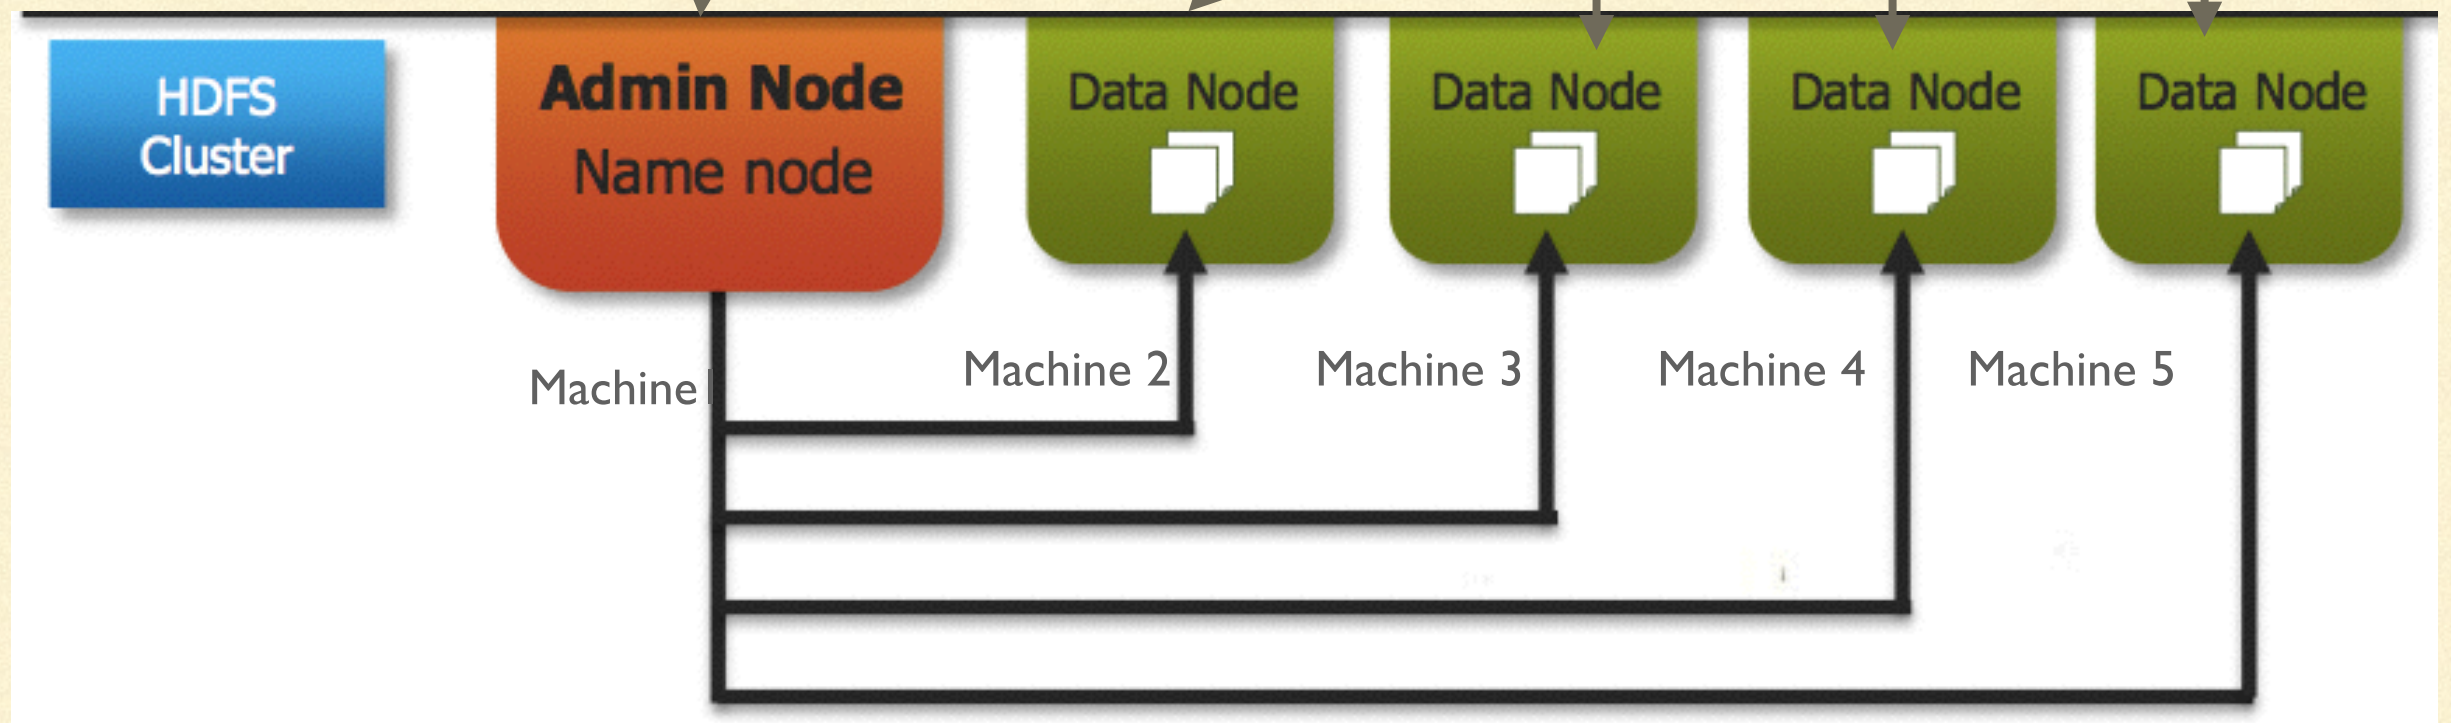 HDFS
Cluster
Admin Node
Name node
Data Node
Data Node
Data Node
Data Node
Machine1
Machine 2
Machine 3
Machine 4
Machine 5